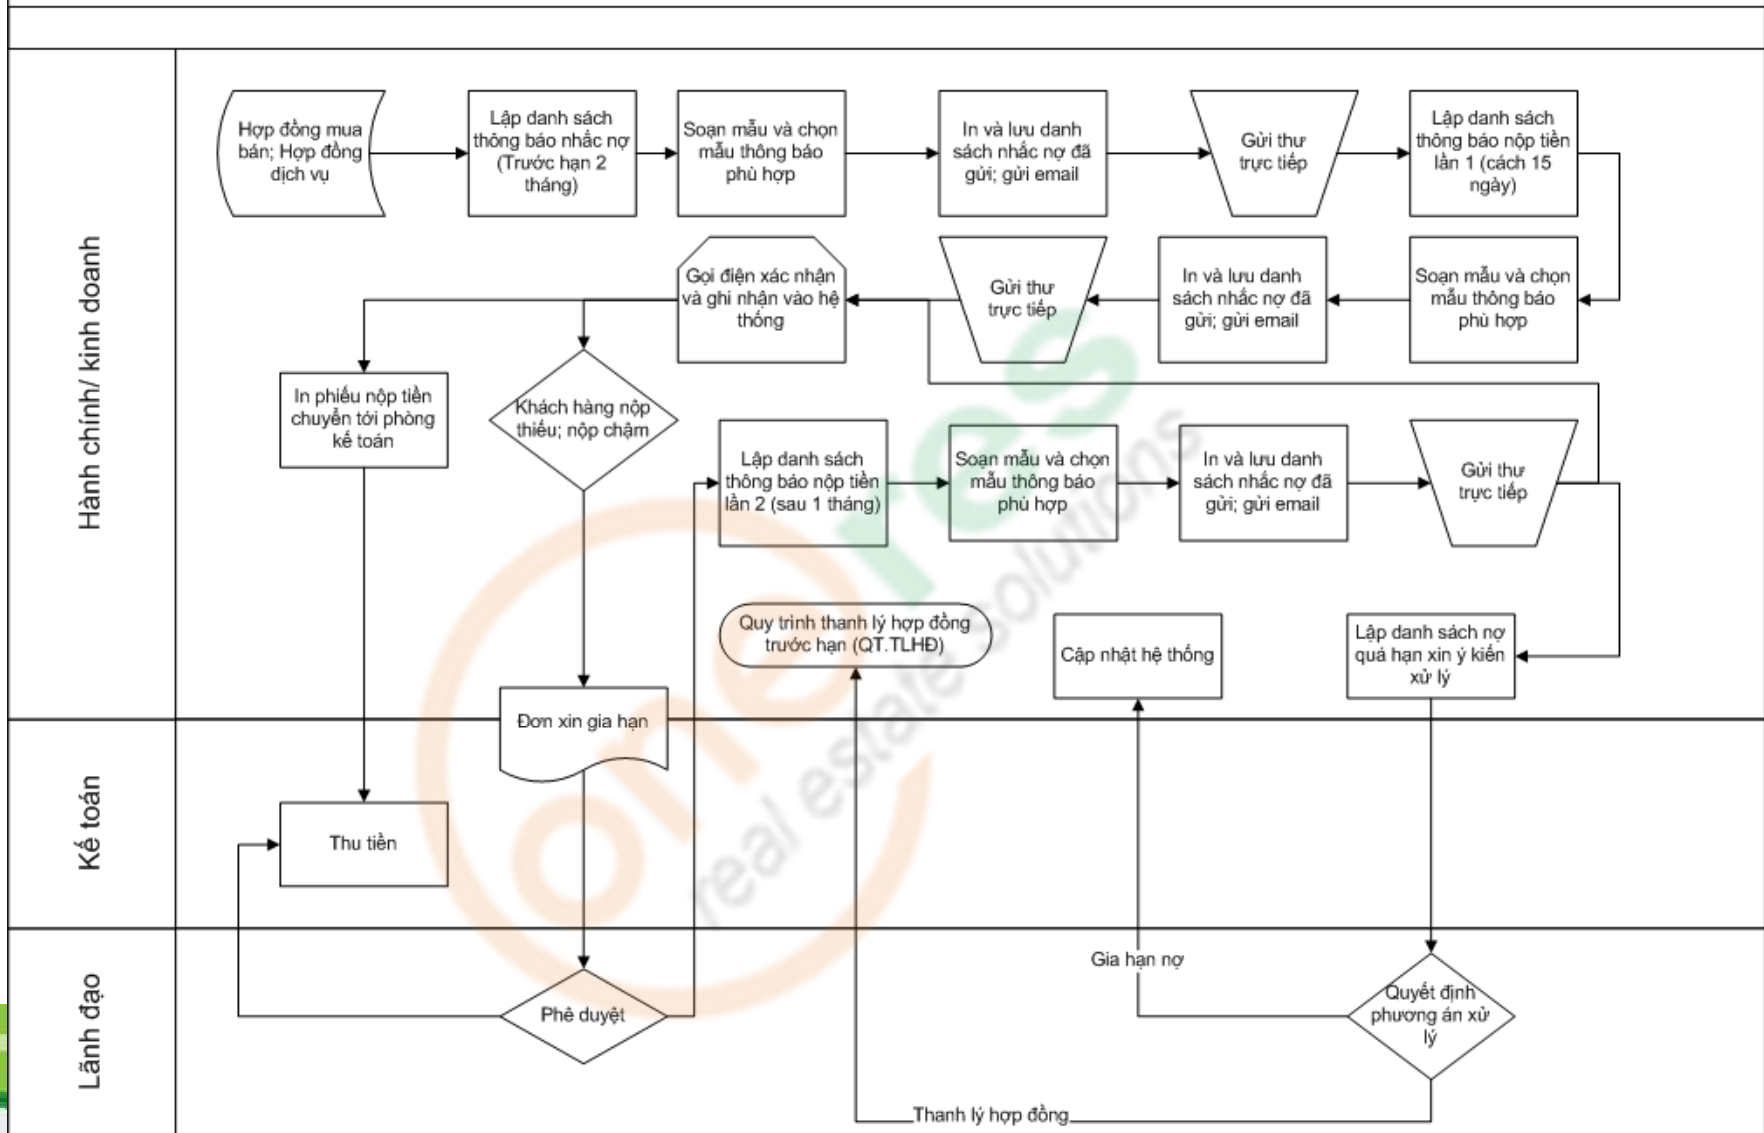 Hành chính/ kinh doanh
Hợp đồng mua
bán; Hợp đồng
dịch vụ
Lập danh sách
thông báo nhắc nợ
(Trước hạn 2
tháng)
Soạn mẫu và chọn
mẫu thông báo
phù hợp
In và lưu danh
sách nhắc nợ đã
gửi; gửi email
Gửi thư
trực tiếp
Lập danh sách
thông báo nộp tiền
lần 1 (cách 15
ngày)
Gọi điện xác nhận
và ghi nhận vào hệ
thống
Gửi thư
trực tiếp
In và lưu danh
sách nhắc nợ đã
gửi; gửi email
Soạn mẫu và chọn
mẫu thông báo
phù hợp
In phiếu nộp tiền
chuyển tới phòng
kế toán
Khách hàng nộp
thiếu; nộp chậm
Lập danh sách
thông báo nộp tiền
lần 2 (sau 1 tháng)
Soạn mẫu và chọn
mẫu thông báo
phù hợp
In và lưu danh
sách nhắc nợ đã
gửi; gửi email
Gửi thư
trực tiếp
Quy trình thanh lý hợp đồng
trước hạn (QT.TLHĐ)
Cập nhật hệ thống
Lập danh sách nợ
quá hạn xin ý kiến
xử lý
Đơn xin gia hạn
Kế toán
Thu tiền
Lãnh đạo
Phê duyệt
Gia hạn nợ
Quyết định
phương án xử
lý
Thanh lý hợp đồng
oneres
real estate solutions